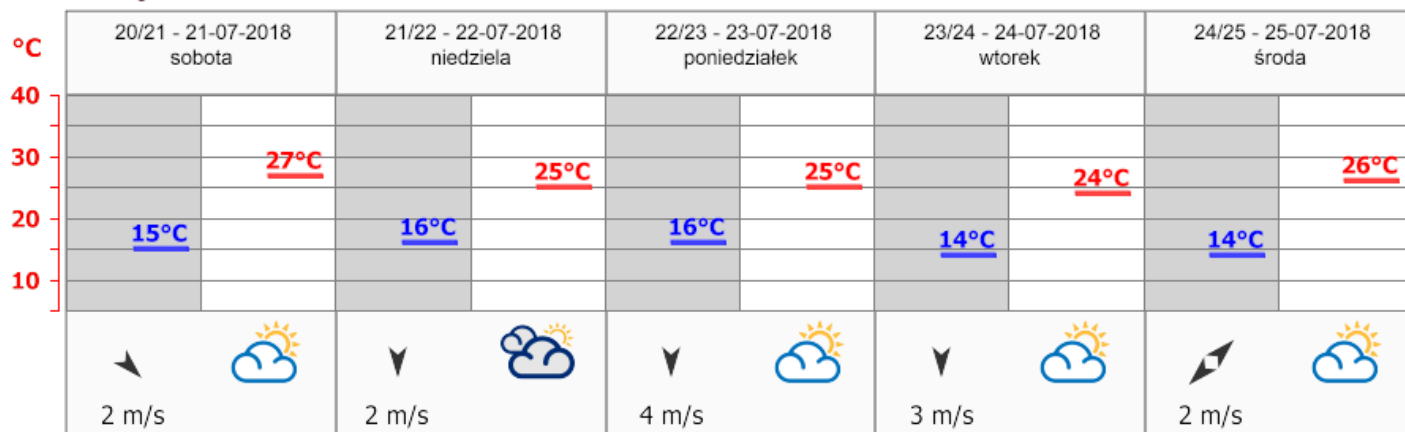 20/21 - 21-07-2018
sobota
21/22 - 22-07-2018
niedziela
22/23 - 23-07-2018
poniedziałek
23/24 - 24-07-2018
wtorek
24/25 - 25-07-2018
środa
°C
40
30
20
10
27°C
15°C
25°C
16°C
25°C
16°C
24°C
14°C
26°C
14°C
2 m/s
2 m/s
4 m/s
3 m/s
2 m/s